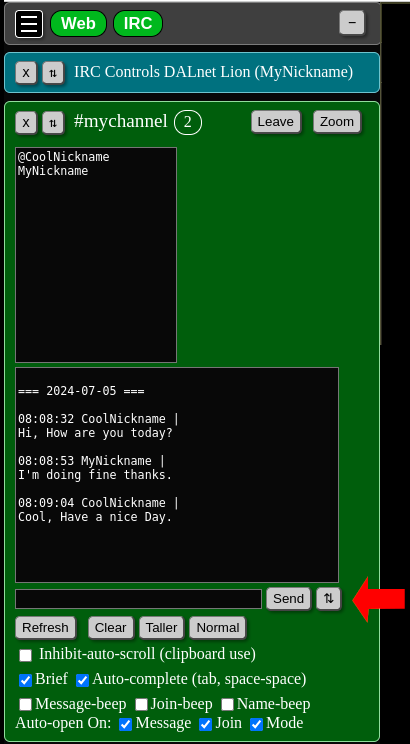 Web IRC −
X ⇅ IRC Controls DALnet Lion (MyNickname)
X ⇅ #mychannel 2 Leave Zoom
@CoolNickname
MyNickname
=== 2024-07-05 ===
08:08:32 CoolNickname |
Hi, How are you today?
08:08:53 MyNickname |
I'm doing fine thanks.
08:09:04 CoolNickname |
Cool, Have a nice Day.
Send ⇅
Refresh Clear Taller Normal
Inhibit-auto-scroll (clipboard use)
Brief Auto-complete (tab, space-space)
Message-beep Join-beep Name-beep
Auto-open On: Message Join Mode